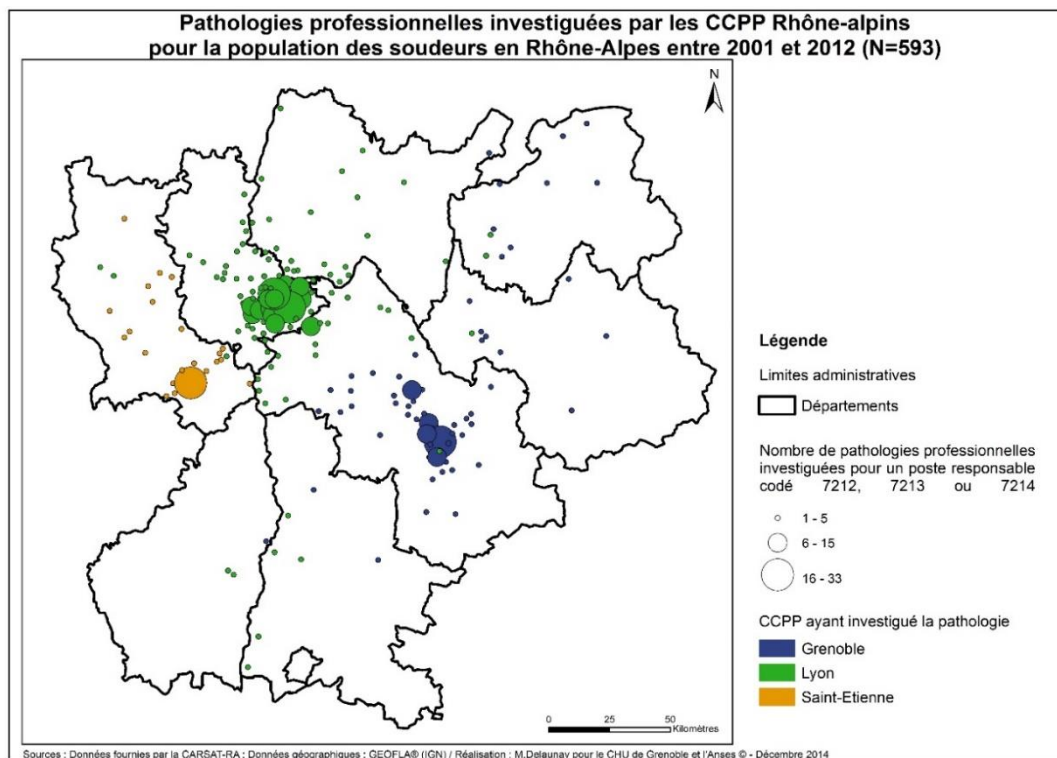 Pathologies professionnelles investiguées par les CCPP Rhône-alpins
pour la population des soudeurs en Rhône-Alpes entre 2001 et 2012 (N=593)
N
Légende
Limites administratives
Départements
Nombre de pathologies professionnelles
investiguées pour un poste responsable
codé 7212, 7213 ou 7214
1 - 5
6 - 15
16 - 33
CCPP ayant investigué la pathologie
Grenoble
Lyon
Saint-Etienne
0 25 50
Kilomètres
Sources : Données fournies par la CARSAT-RA ; Données géographiques : GEOFLA® (IGN) / Réalisation : M.Delaunay pour le CHU de Grenoble et l'Anses © - Décembre 2014